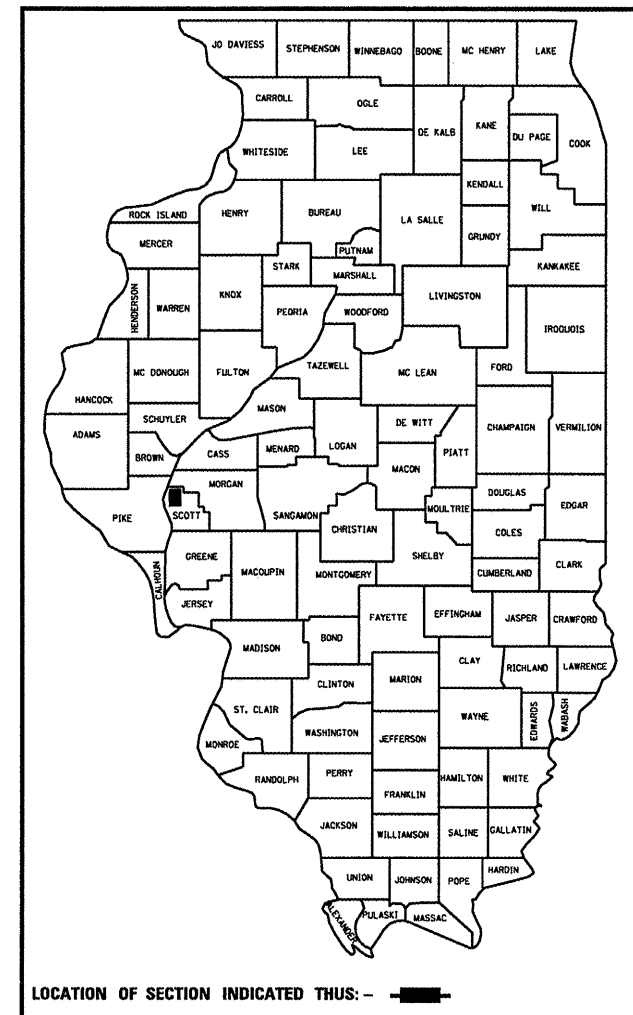 JO DAVIESS STEPHENSON WINNEBAGO BOONE MC HENRY LAKE
CARROLL OGLE DE KALB KANE DU PAGE COOK
WHITESIDE LEE
KENDALL WILL
ROCK ISLAND HENRY BUREAU LA SALLE GRUNDY
MERCER PUTNAM KANKAKEE
STARK MARSHALL
HENDERSON WARREN KNOX PEORIA WOODFORD LIVINGSTON IROQUOIS
HANCOCK MC DONOUGH FULTON TAZEWELL MC LEAN FORD
ADAMS SCHUYLER MASON DE WITT CHAMPAIGN VERMILION
BROWN CASS MENARD LOGAN PIATT
MORGAN MACON DOUGLAS
PIKE SCOTT SANGAMON CHRISTIAN MOULTRIE COLES EDGAR
GREENE SHELBY CUMBERLAND CLARK
CALHOUN JERSEY MACOUPIN MONTGOMERY
FAYETTE EFFINGHAM JASPER CRAWFORD
MADISON BOND CLAY RICHLAND LAWRENCE
CLINTON MARION
ST. CLAIR WASHINGTON JEFFERSON WAYNE EDWARDS WABASH
MONROE
RANDOLPH PERRY FRANKLIN HAMILTON WHITE
JACKSON WILLIAMSON SALINE GALLATIN
UNION JOHNSON POPE HARDIN
ALEXANDER PULASKI MASSAC
LOCATION OF SECTION INDICATED THUS: –